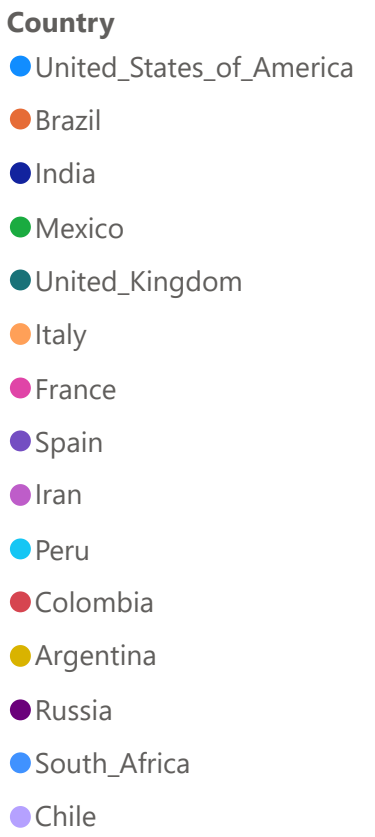 Country
United_States_of_America
Brazil
India
Mexico
United_Kingdom
Italy
France
Spain
Iran
Peru
Colombia
Argentina
Russia
South_Africa
Chile